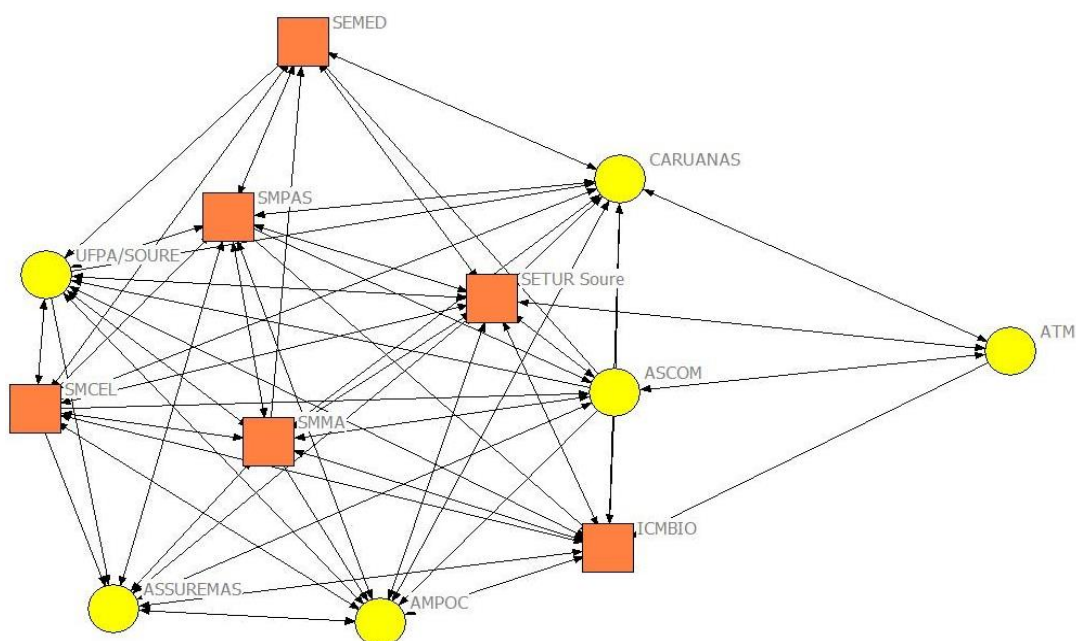 SEMED
CARUANAS
SMPAS
UFPA/SOURE
SETUR Soure
ATM
ASCOM
SMCEL
SMMA
ICMBIO
ASSUREMAS
AMPOC